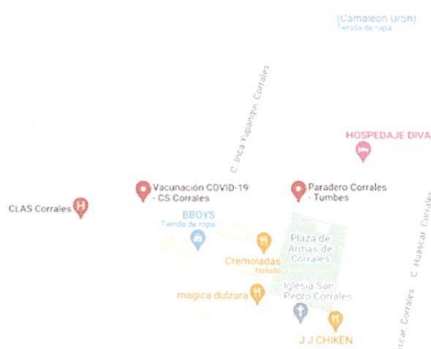 (Camaleon Urbn)
Tienda de ropa
C. Inca Yupanqui Corrales
HOSPEDAJE DIVA
Vacunación COVID-19
- CS Corrales
Paradero Corrales
- Tumbes
CLAS Corrales
BBOYS
Tienda de ropa
Plaza de
Armas de
Corrales
Cremoladas
Helado
C. Huascar Corrales
magica dulzura
Iglesia San
Pedro Corrales
J.J CHIKEN
Corrales